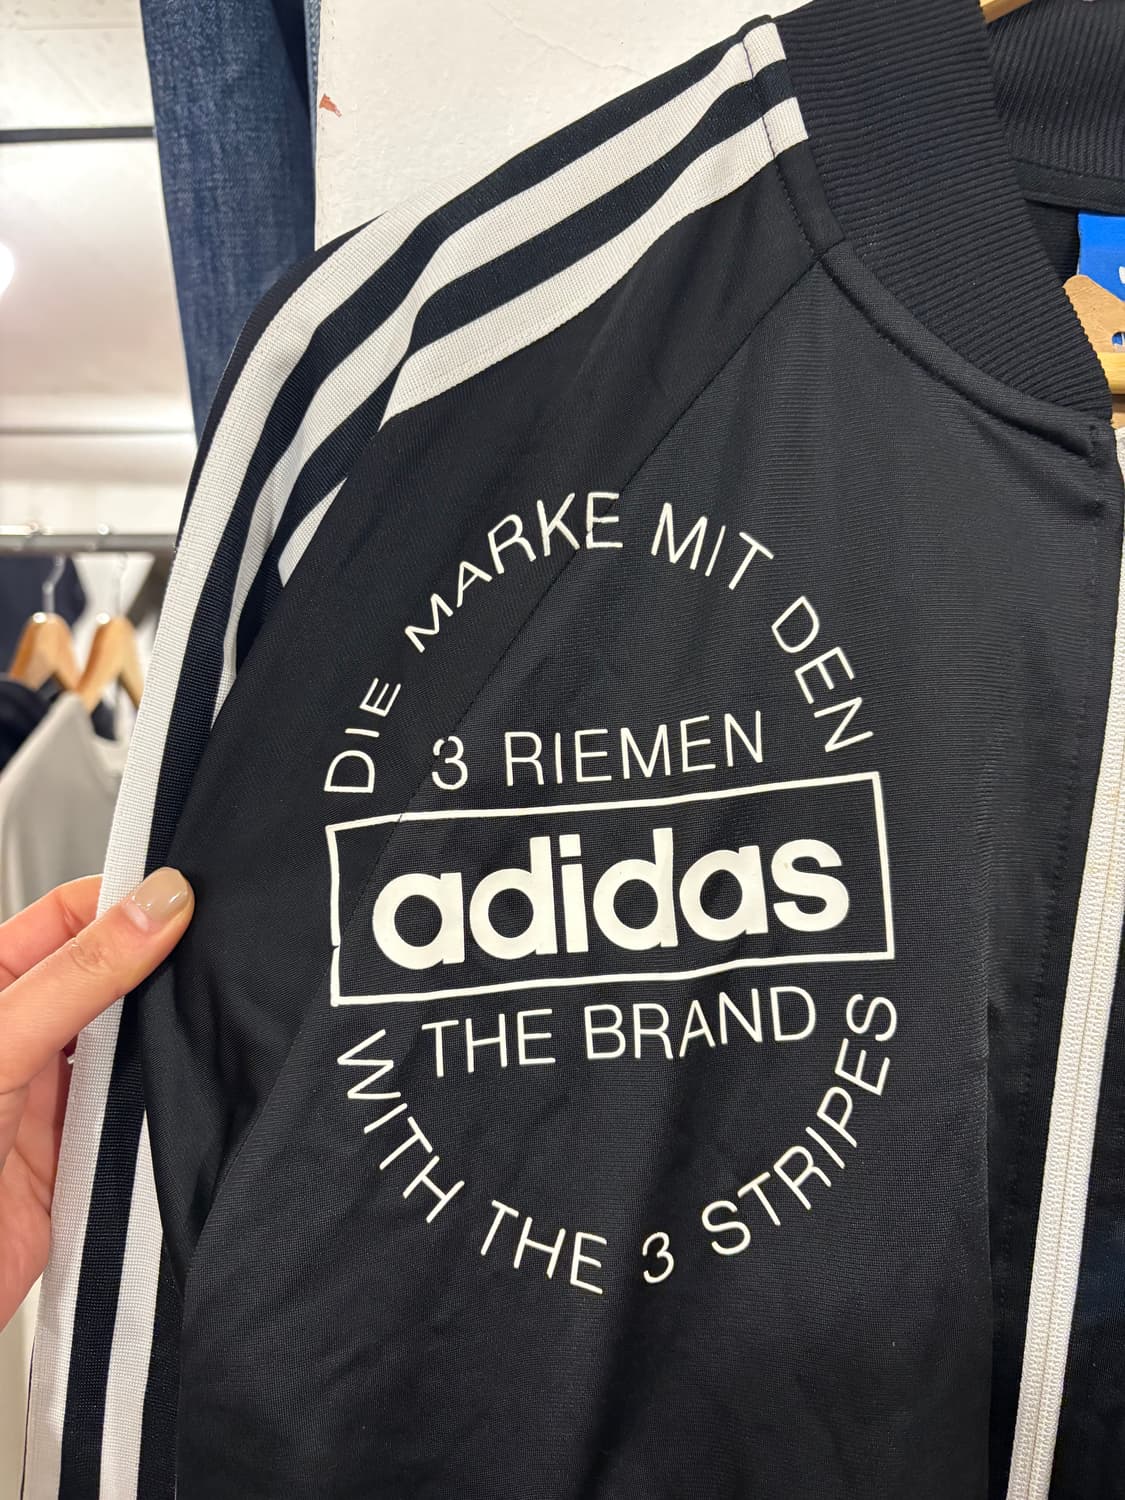 DIE MARKE MIT DEN
3 RIEMEN
adidas
THE BRAND
WITH THE 3 STRIPES